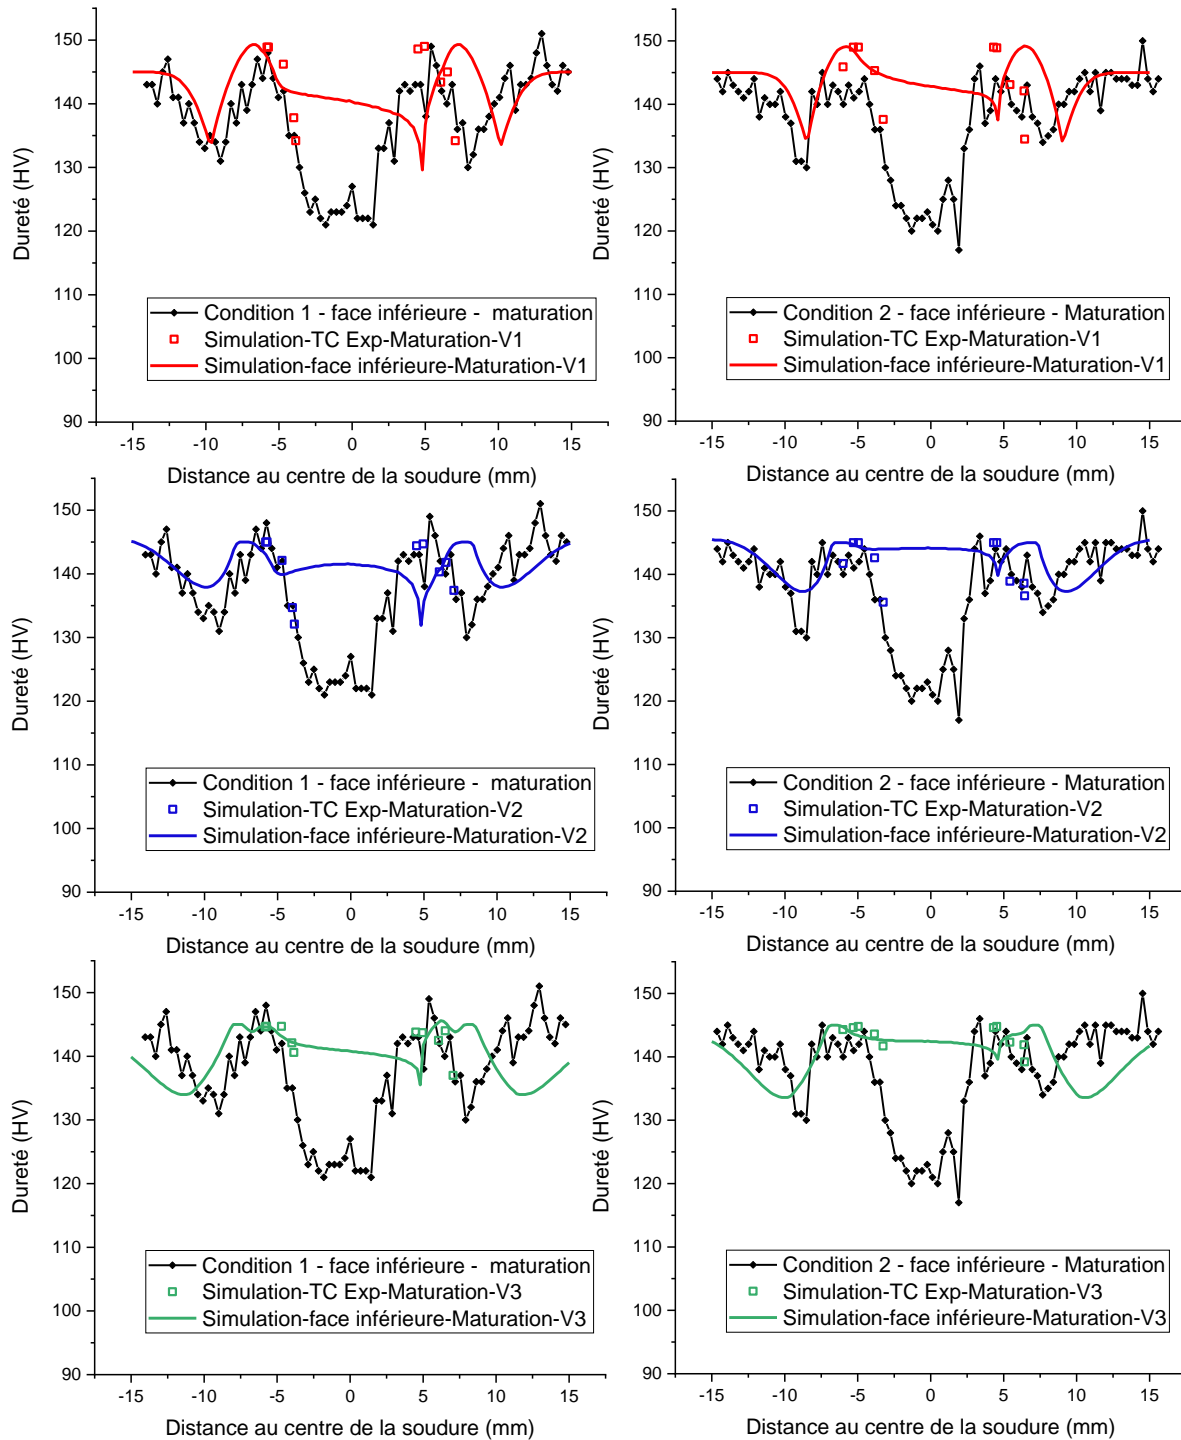 150
140
130
120
110
100
90
Dureté (HV)
Condition 1 - face inférieure - maturation
Simulation-TC Exp-Maturation-V1
Simulation-face inférieure-Maturation-V1
-15 -10 -5 0 5 10 15
Distance au centre de la soudure (mm)
150
140
130
120
110
100
90
Dureté (HV)
Condition 2 - face inférieure - Maturation
Simulation-TC Exp-Maturation-V1
Simulation-face inférieure-Maturation-V1
-15 -10 -5 0 5 10 15
Distance au centre de la soudure (mm)
150
140
130
120
110
100
90
Dureté (HV)
Condition 1 - face inférieure - maturation
Simulation-TC Exp-Maturation-V2
Simulation-face inférieure-Maturation-V2
-15 -10 -5 0 5 10 15
Distance au centre de la soudure (mm)
150
140
130
120
110
100
90
Dureté (HV)
Condition 2 - face inférieure - Maturation
Simulation-TC Exp-Maturation-V2
Simulation-face inférieure-Maturation-V2
-15 -10 -5 0 5 10 15
Distance au centre de la soudure (mm)
150
140
130
120
110
100
90
Dureté (HV)
Condition 1 - face inférieure - maturation
Simulation-TC Exp-Maturation-V3
Simulation-face inférieure-Maturation-V3
-15 -10 -5 0 5 10 15
Distance au centre de la soudure (mm)
150
140
130
120
110
100
90
Dureté (HV)
Condition 2 - face inférieure - Maturation
Simulation-TC Exp-Maturation-V3
Simulation-face inférieure-Maturation-V3
-15 -10 -5 0 5 10 15
Distance au centre de la soudure (mm)